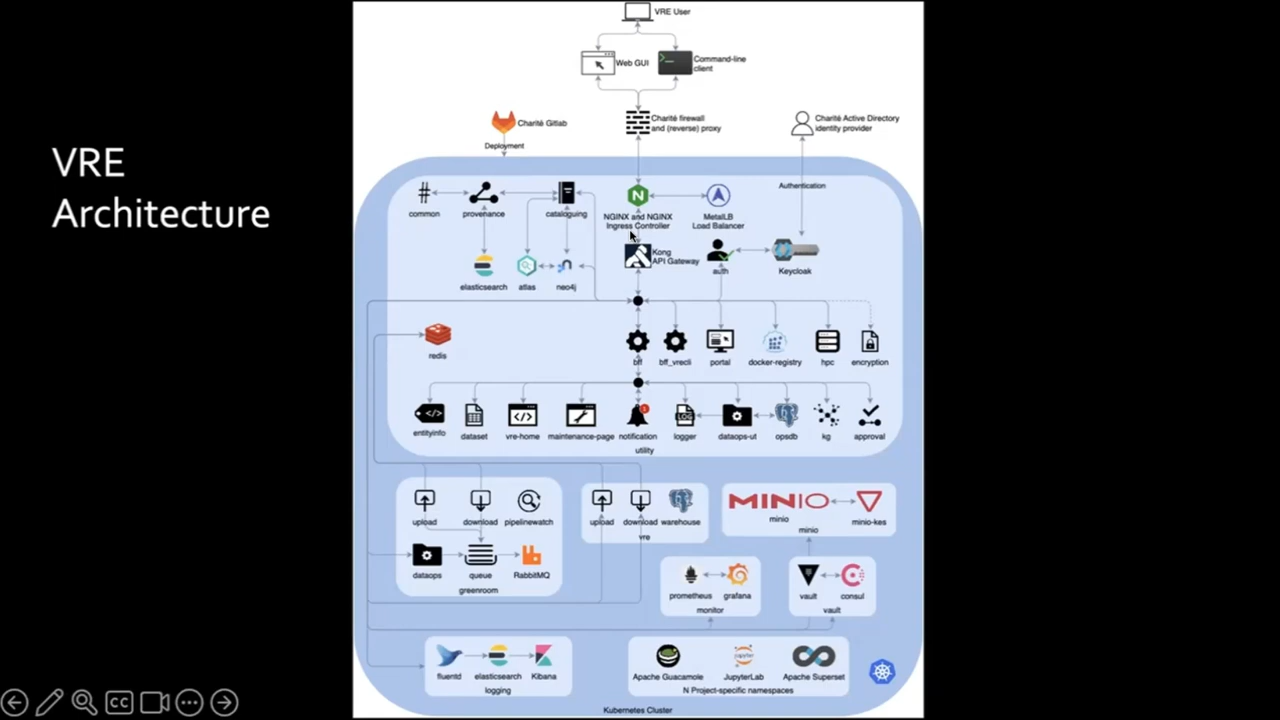 VRE
Architecture
VRE User
Web GUI
Command-line
client
Charité Gitlab
Charité firewall
and (reverse) proxy
Charité Active Directory
identity provider
Deployment
Authentication
common
provenance
cataloguing
NGINX and NGINX
Ingress Controller
MetalLB
Load Balancer
Kong
API Gateway
auth
Keycloak
elasticsearch
atlas
neo4j
redis
bff
bff_vrecli
portal
docker-registry
hpc
encryption
entityinfo
dataset
vre-home
maintenance-page
notification
LOG
logger
dataops-ut
opsdb
kg
approval
utility
upload
download
pipelinewatch
dataops
queue
RabbitMQ
greenroom
upload
download
warehouse
vre
MINIO
minio
minio-kes
minio
prometheus
grafana
monitor
vault
consul
vault
fluentd
elasticsearch
Kibana
logging
Apache Guacamole
jupyter
JupyterLab
Apache Superset
N Project-specific namespaces
Kubernetes Cluster
CC